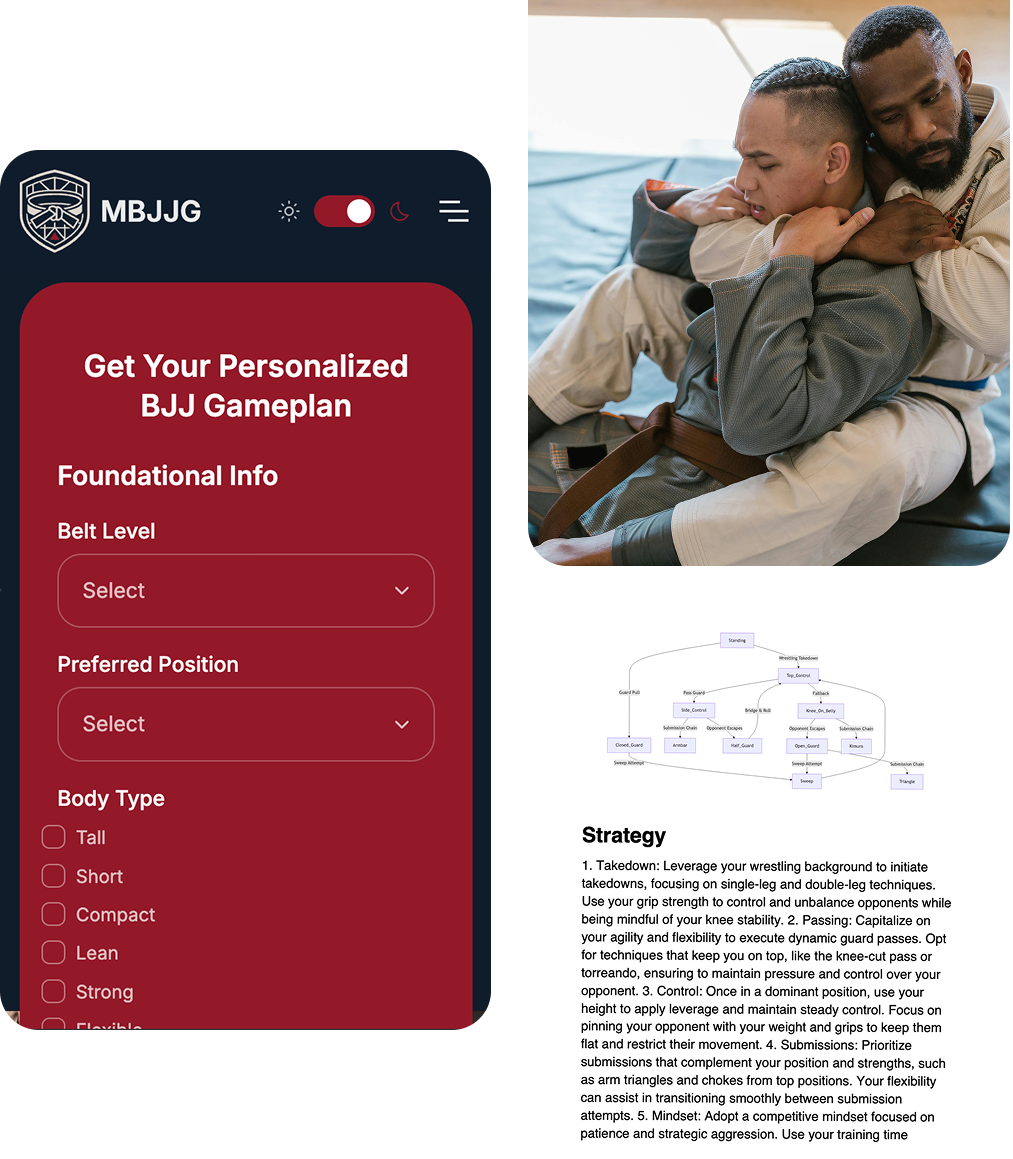 MBJJG
Get Your Personalized
BJJ Gameplan
Foundational Info
Belt Level
Select
Preferred Position
Select
Body Type
Tall
Short
Compact
Lean
Strong
Flexible
Standing
Wrestling Takedown
Top_Control
Guard Pull
Pass Guard
Fallback
Side_Control
Bridge & Roll
Knee_On_Belly
Submission Chain
Opponent Escapes
Opponent Escapes
Submission Chain
Closed_Guard
Armbar
Half_Guard
Open_Guard
Kimura
Sweep Attempt
Sweep Attempt
Submission Chain
Sweep
Triangle
Strategy
1. Takedown: Leverage your wrestling background to initiate
takedowns, focusing on single-leg and double-leg techniques.
Use your grip strength to control and unbalance opponents while
being mindful of your knee stability. 2. Passing: Capitalize on
your agility and flexibility to execute dynamic guard passes. Opt
for techniques that keep you on top, like the knee-cut pass or
torreando, ensuring to maintain pressure and control over your
opponent. 3. Control: Once in a dominant position, use your
height to apply leverage and maintain steady control. Focus on
pinning your opponent with your weight and grips to keep them
flat and restrict their movement. 4. Submissions: Prioritize
submissions that complement your position and strengths, such
as arm triangles and chokes from top positions. Your flexibility
can assist in transitioning smoothly between submission
attempts. 5. Mindset: Adopt a competitive mindset focused on
patience and strategic aggression. Use your training time